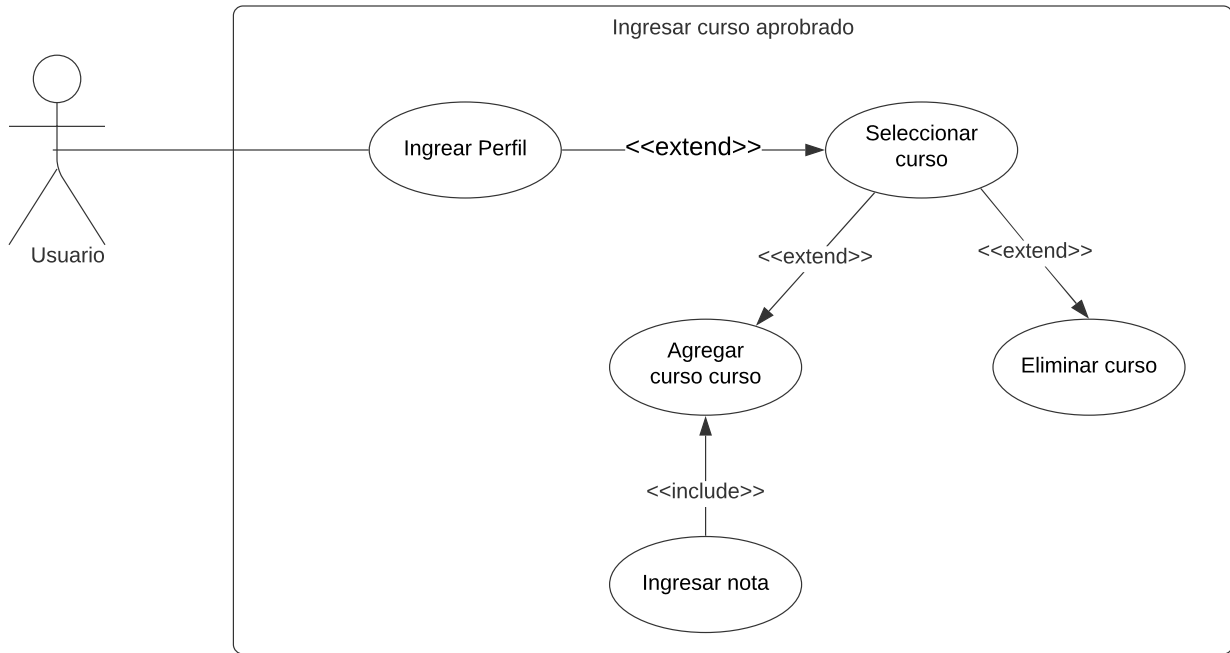 Ingresar curso aprobrado
Usuario
Ingrear Perfil
<<extend>>
Seleccionar
curso
<<extend>>
<<extend>>
Agregar
curso curso
Eliminar curso
<<include>>
Ingresar nota